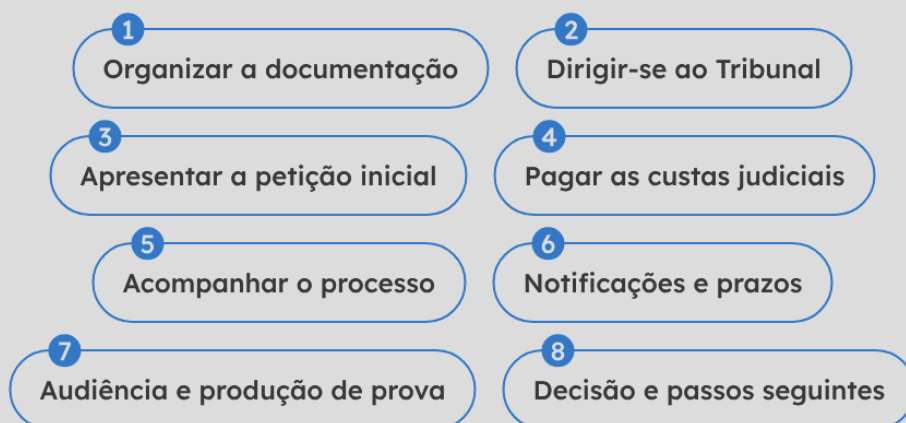 1
Organizar a documentação
2
Dirigir-se ao Tribunal
3
Apresentar a petição inicial
4
Pagar as custas judiciais
5
Acompanhar o processo
6
Notificações e prazos
7
Audiência e produção de prova
8
Decisão e passos seguintes